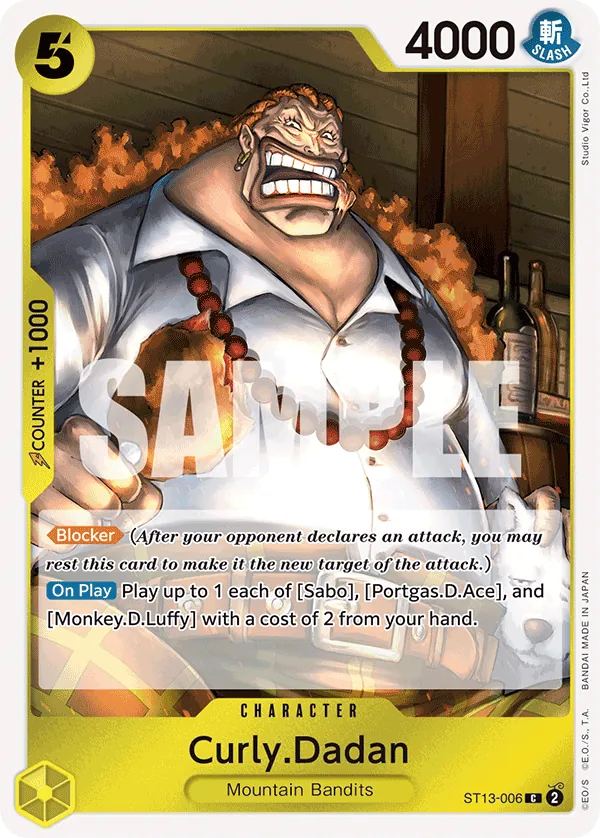 5
4000
斬
SLASH
Studio Vigor Co.,Ltd
COUNTER +1000
SAMPLE
Blocker (After your opponent declares an attack, you may
rest this card to make it the new target of the attack.)
On Play Play up to 1 each of [Sabo], [Portgas.D.Ace], and
[Monkey.D.Luffy] with a cost of 2 from your hand.
©E.O./S., T.A. BANDAI MADE IN JAPAN
©EO/S
CHARACTER
Curly.Dadan
Mountain Bandits
ST13-006 C 2